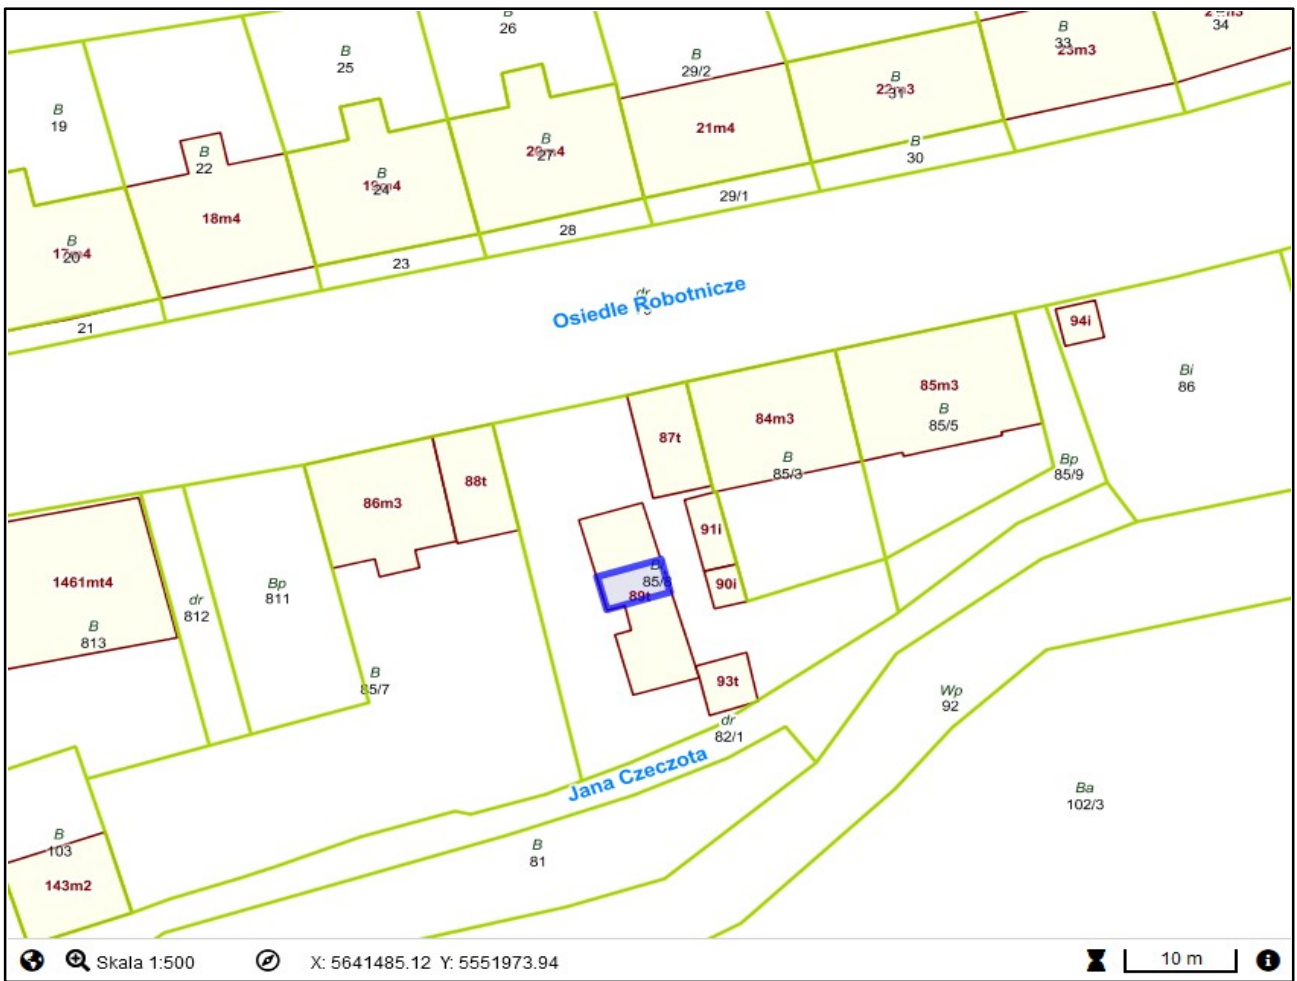 B
26
B
34
B
33
23m3
B
25
B
29/2
B
22m3
31
B
19
21m4
B
22
B
27
B
30
B
24
18m4
29/1
28
B
20
23
21
Osiedle Robotnicze
94i
Bi
86
85m3
B
85/5
84m3
87t
B
85/3
Bp
85/9
88t
86m3
91i
1461mt4
Bp
811
dr
812
85/8
89t
90i
B
813
B
85/7
93t
Wp
92
dr
82/1
Jana Czeczota
Ba
102/3
B
103
B
81
143m2
Skala 1:500
X: 5641485.12 Y: 5551973.94
10 m